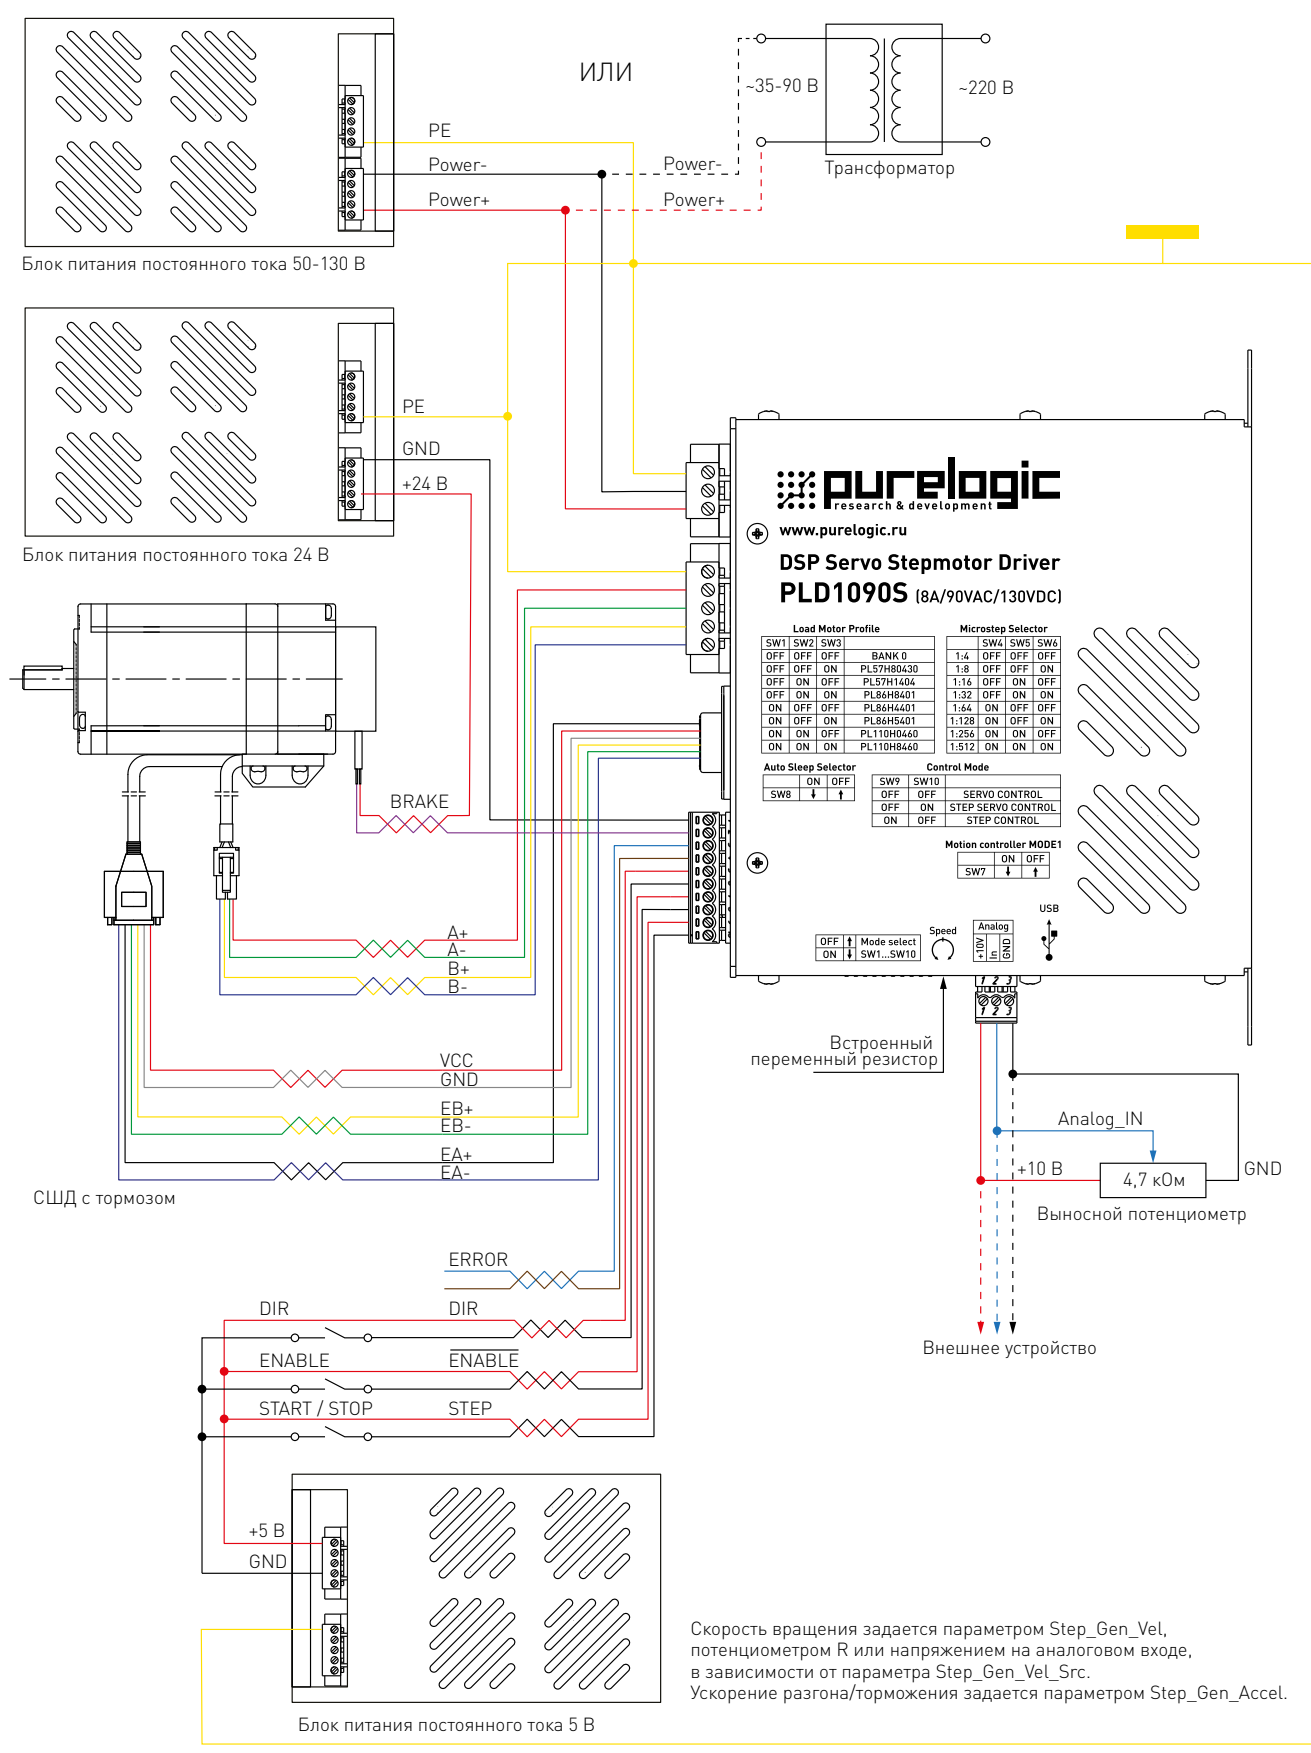 ИЛИ
~35-90 В
~220 В
Трансформатор
PE
Power-
Power+
Power-
Power+
Блок питания постоянного тока 50-130 В
PE
GND
+24 В
Блок питания постоянного тока 24 В
purelogic
research & development
www.purelogic.ru
DSP Servo Stepmotor Driver
PLD1090S (8A/90VAC/130VDC)
Load Motor Profile
SW1 SW2 SW3
OFF OFF OFF BANK 0
OFF OFF ON PL57H80430
OFF ON OFF PL57H1404
OFF ON ON PL86H8401
ON OFF OFF PL86H4401
ON OFF ON PL86H5401
ON ON OFF PL110H0460
ON ON ON PL110H8460
Microstep Selector
SW4 SW5 SW6
1:4 OFF OFF OFF
1:8 OFF OFF ON
1:16 OFF ON OFF
1:32 OFF ON ON
1:64 ON OFF OFF
1:128 ON OFF ON
1:256 ON ON OFF
1:512 ON ON ON
Auto Sleep Selector
ON OFF
SW8
Control Mode
SW9 SW10
OFF OFF SERVO CONTROL
OFF ON STEP SERVO CONTROL
ON OFF STEP CONTROL
Motion controller MODE1
ON OFF
SW7
OFF Mode select
ON SW1...SW10
Speed
Analog
+10V
In
GND
USB
1 2 3
1 2 3
BRAKE
A+
A-
B+
B-
VCC
GND
EB+
EB-
EA+
EA-
СШД с тормозом
Встроенный
переменный резистор
Analog_IN
+10 В
4,7 кОм
GND
Выносной потенциометр
Внешнее устройство
ERROR
DIR DIR
ENABLE ENABLE
START / STOP STEP
+5 В
GND
Блок питания постоянного тока 5 В
Скорость вращения задается параметром Step_Gen_Vel,
потенциометром R или напряжением на аналоговом входе,
в зависимости от параметра Step_Gen_Vel_Src.
Ускорение разгона/торможения задается параметром Step_Gen_Accel.